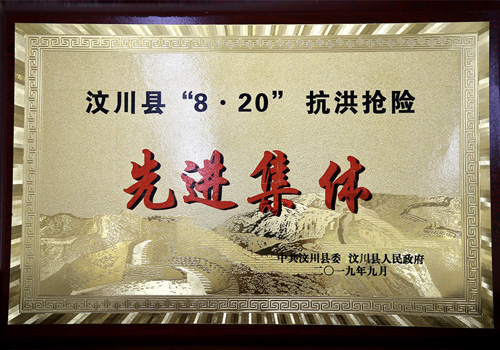 汶川县“8·20”抗洪抢险
先进集体
中共汶川县委 汶川县人民政府
二〇一九年九月